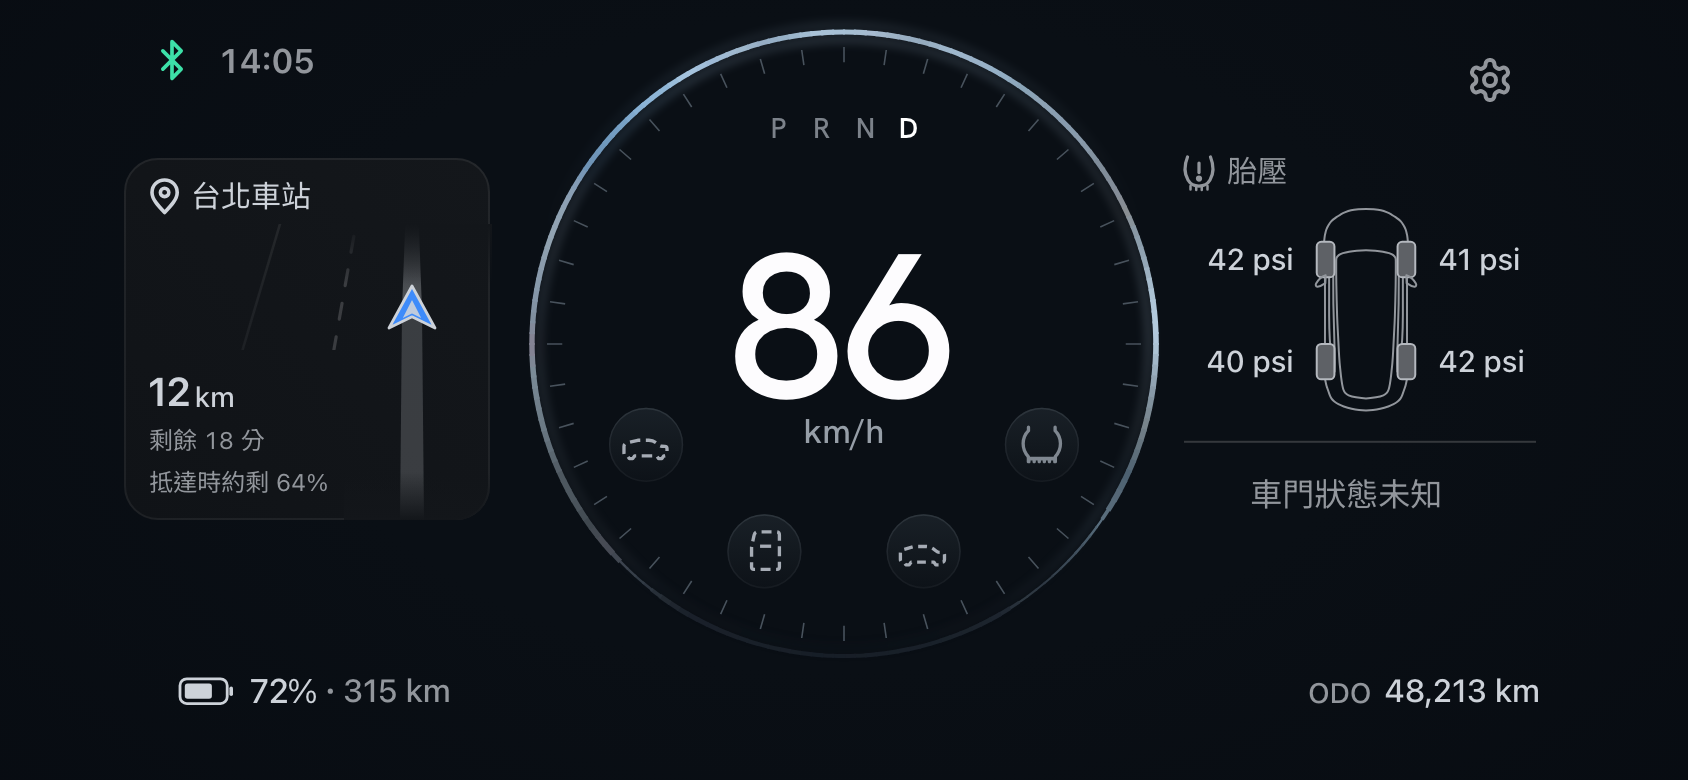 14:05
P R N D
台北車站
12 km
剩餘 18 分
抵達時約剩 64%
86
km/h
胎壓
42 psi
41 psi
40 psi
42 psi
車門狀態未知
72% · 315 km
ODO 48,213 km